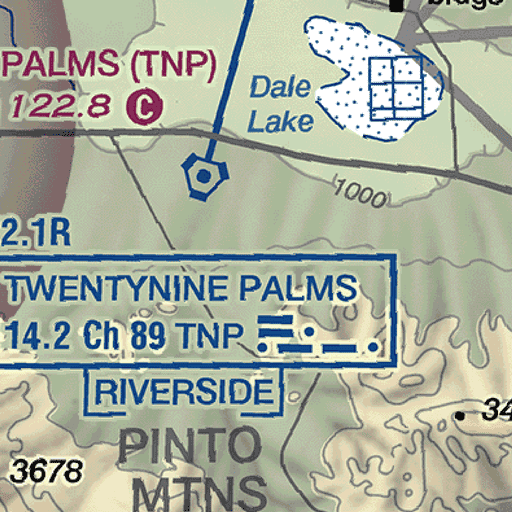 PALMS (TNP)
122.8 C
Dale
Lake
1000
2.1R
TWENTYNINE PALMS
14.2 Ch 89 TNP
RIVERSIDE
PINTO
MTNS
3678
34